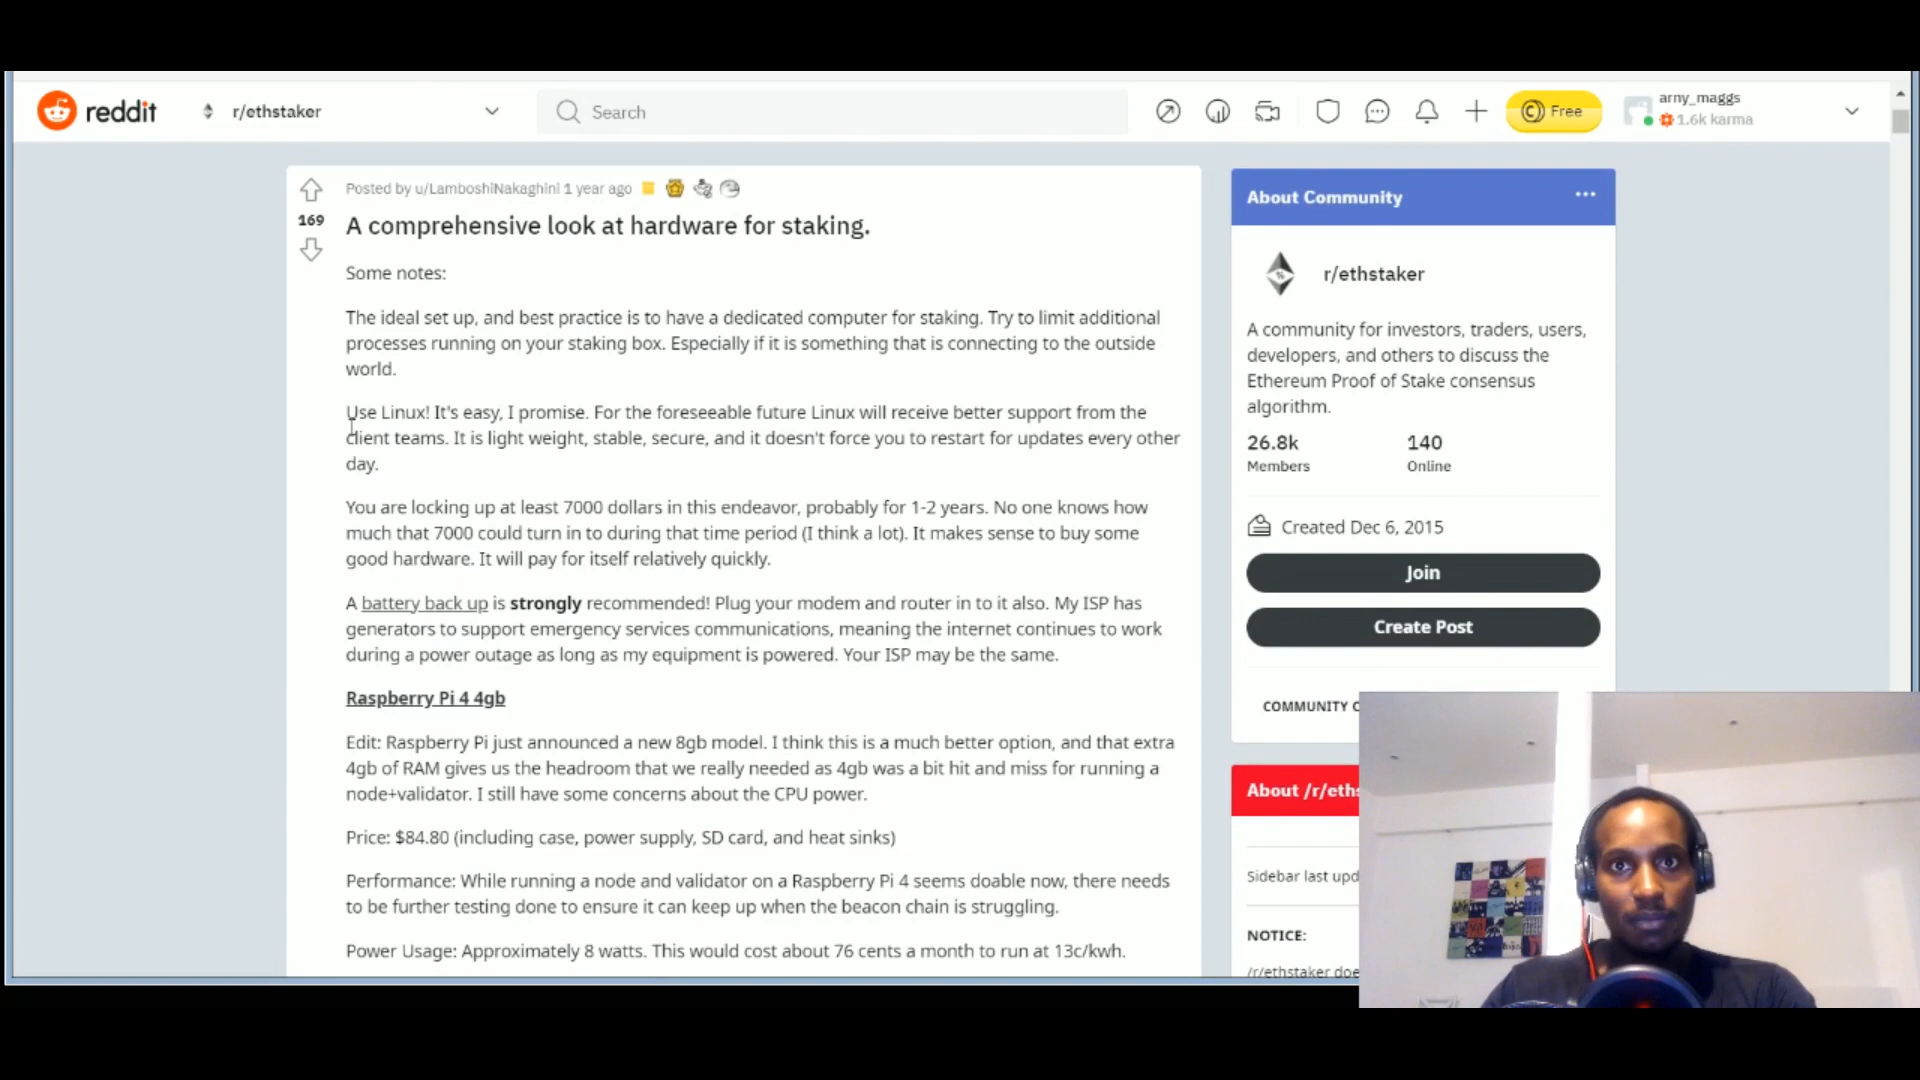 reddit
r/ethstaker
Search
Free
arny_maggs
1.6k karma
Posted by u/LamboshiNakaghini 1 year ago
169
A comprehensive look at hardware for staking.
Some notes:
The ideal set up, and best practice is to have a dedicated computer for staking. Try to limit additional
processes running on your staking box. Especially if it is something that is connecting to the outside
world.
Use Linux! It's easy, I promise. For the foreseeable future Linux will receive better support from the
client teams. It is light weight, stable, secure, and it doesn't force you to restart for updates every other
day.
You are locking up at least 7000 dollars in this endeavor, probably for 1-2 years. No one knows how
much that 7000 could turn in to during that time period (I think a lot). It makes sense to buy some
good hardware. It will pay for itself relatively quickly.
A battery back up is strongly recommended! Plug your modem and router in to it also. My ISP has
generators to support emergency services communications, meaning the internet continues to work
during a power outage as long as my equipment is powered. Your ISP may be the same.
Raspberry Pi 4 4gb
Edit: Raspberry Pi just announced a new 8gb model. I think this is a much better option, and that extra
4gb of RAM gives us the headroom that we really needed as 4gb was a bit hit and miss for running a
node+validator. I still have some concerns about the CPU power.
Price: $84.80 (including case, power supply, SD card, and heat sinks)
Performance: While running a node and validator on a Raspberry Pi 4 seems doable now, there needs
to be further testing done to ensure it can keep up when the beacon chain is struggling.
Power Usage: Approximately 8 watts. This would cost about 76 cents a month to run at 13c/kwh.
About Community
r/ethstaker
A community for investors, traders, users,
developers, and others to discuss the
Ethereum Proof of Stake consensus
algorithm.
26.8k
140
Members
Online
Created Dec 6, 2015
Join
Create Post
COMMUNITY
About /r/eths
Sidebar last upd
NOTICE:
/r/ethstaker doe